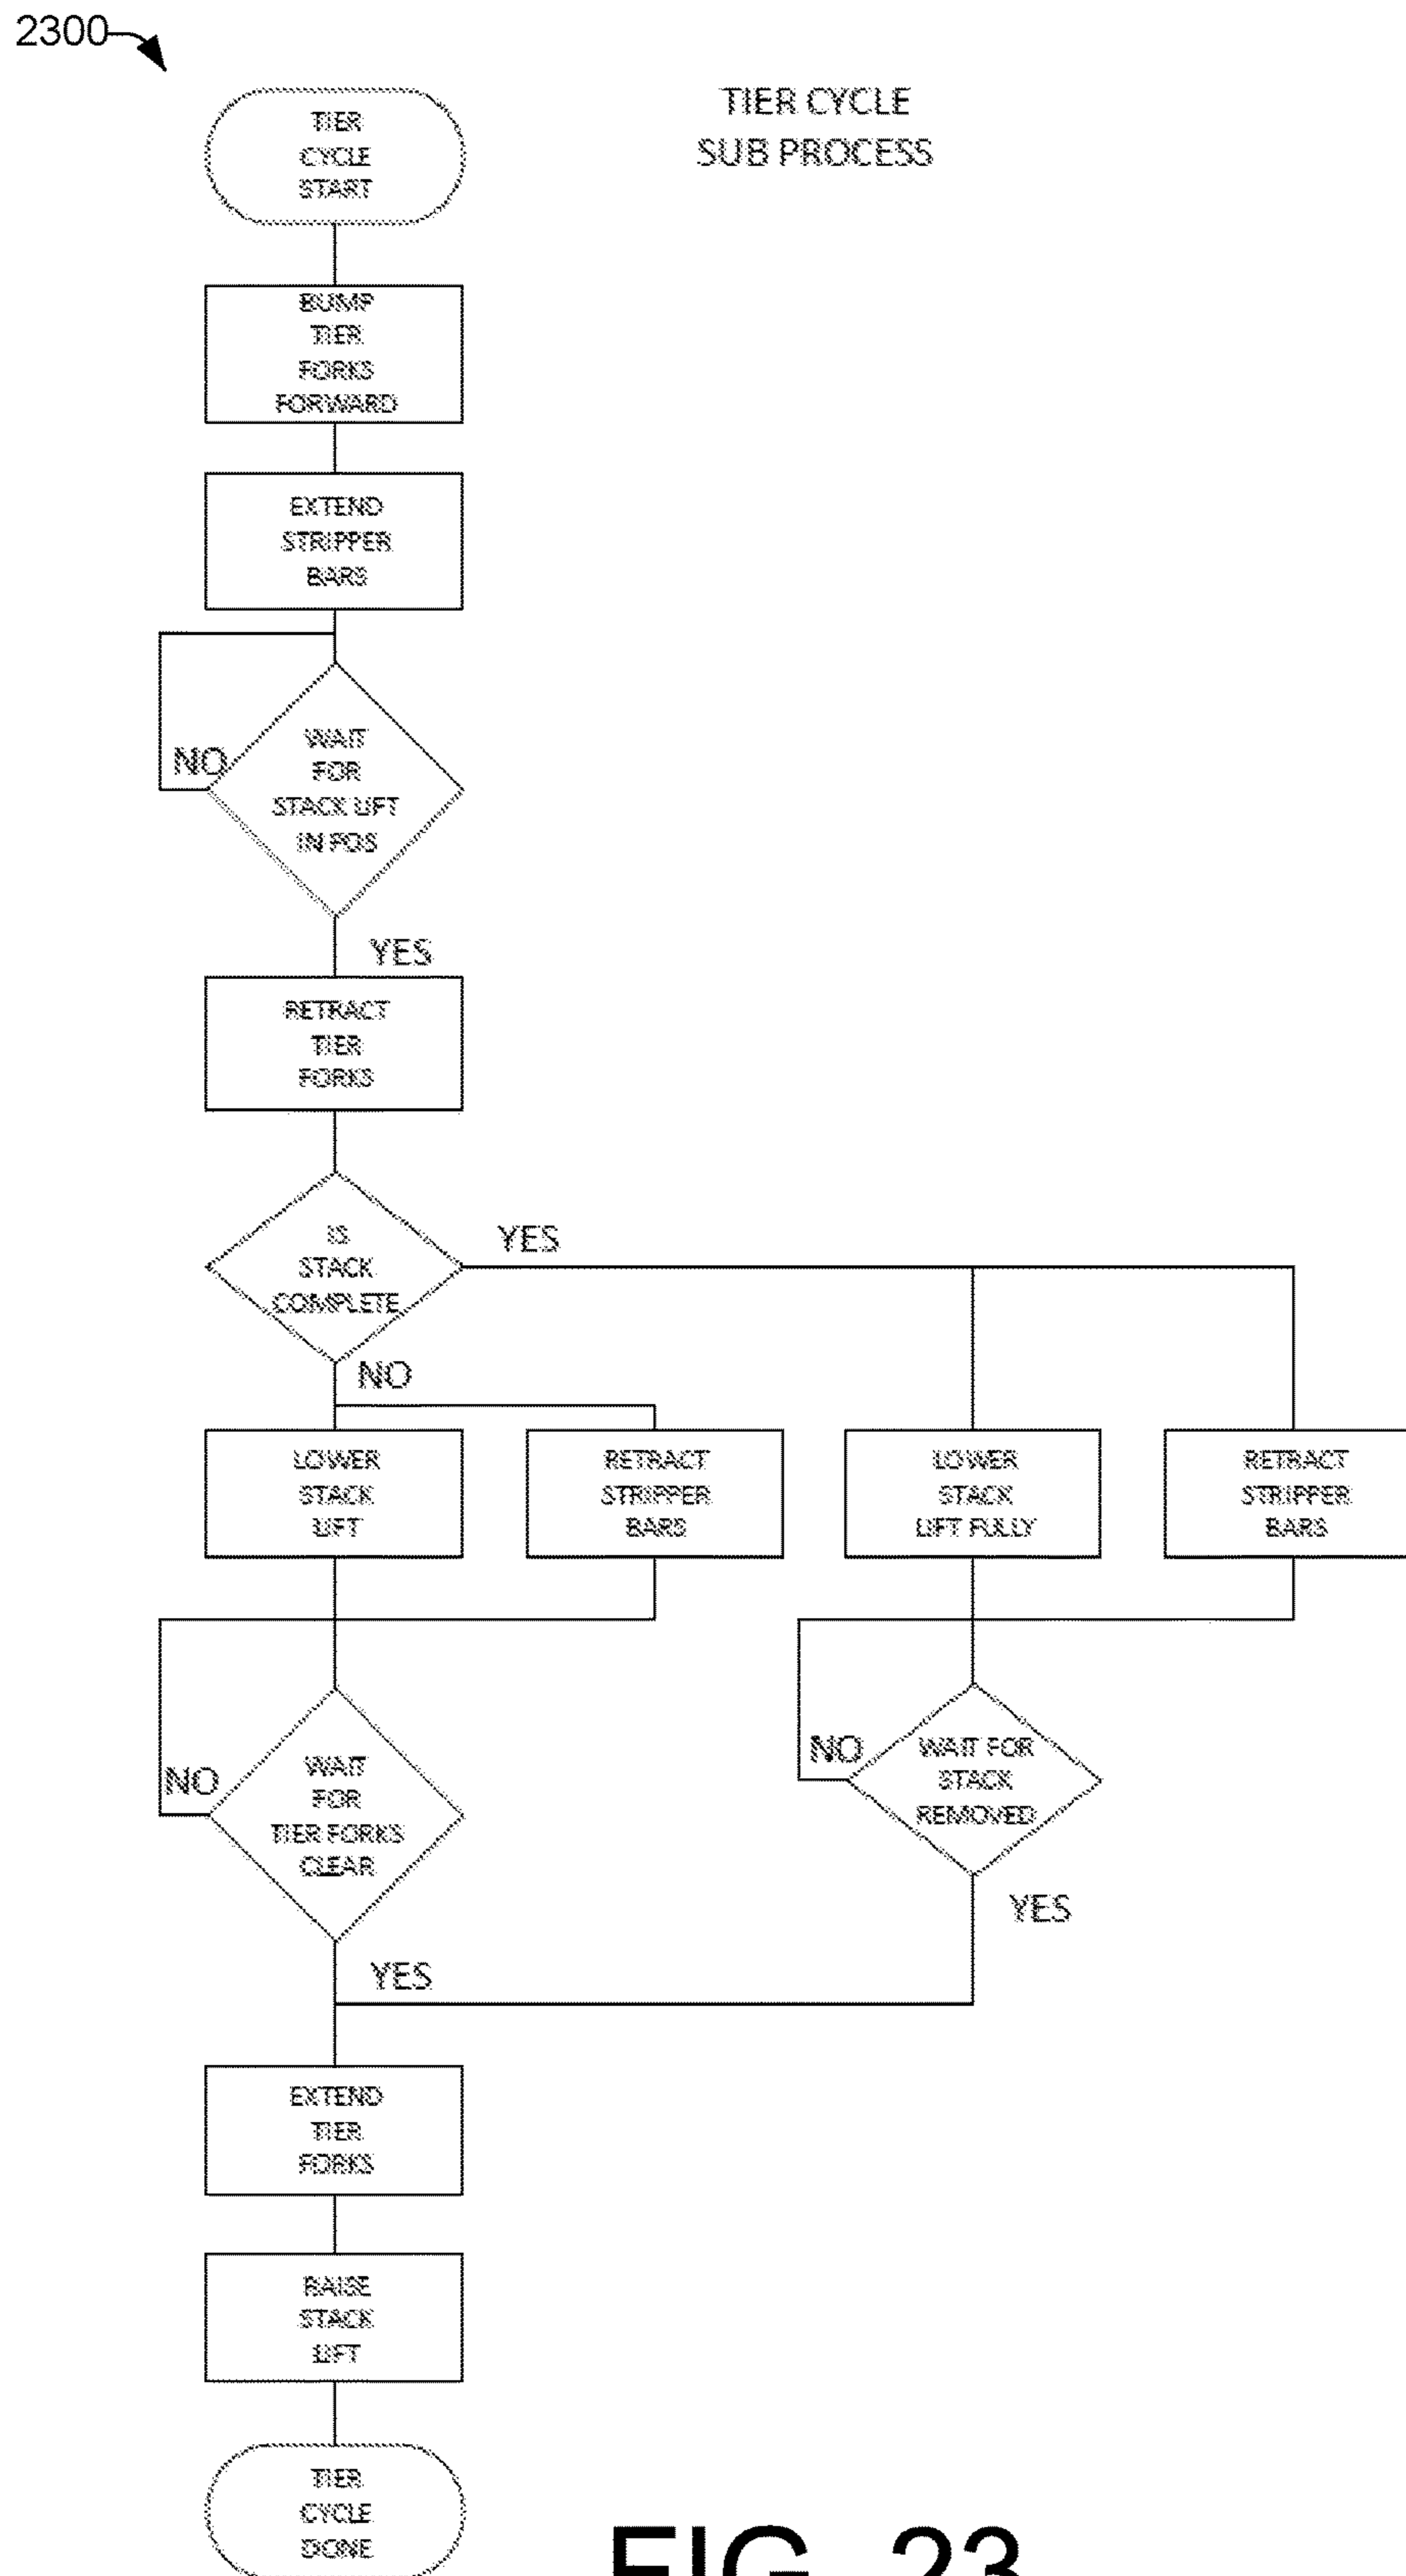 2300
TIER CYCLE
SUB PROCESS
TIER
CYCLE
START
BUMP
TIER
FORKS
FORWARD
EXTEND
STRIPPER
BARS
WAIT
FOR
STACK LIFT
IN POS
NO
YES
RETRACT
TIER
FORKS
IS
STACK
COMPLETE
YES
NO
LOWER
STACK
LIFT
RETRACT
STRIPPER
BARS
LOWER
STACK
LIFT FULLY
RETRACT
STRIPPER
BARS
WAIT
FOR
TIER FORKS
CLEAR
NO
YES
WAIT FOR
STACK
REMOVED
NO
YES
EXTEND
TIER
FORKS
RAISE
STACK
LIFT
TIER
CYCLE
DONE
FIG. 23